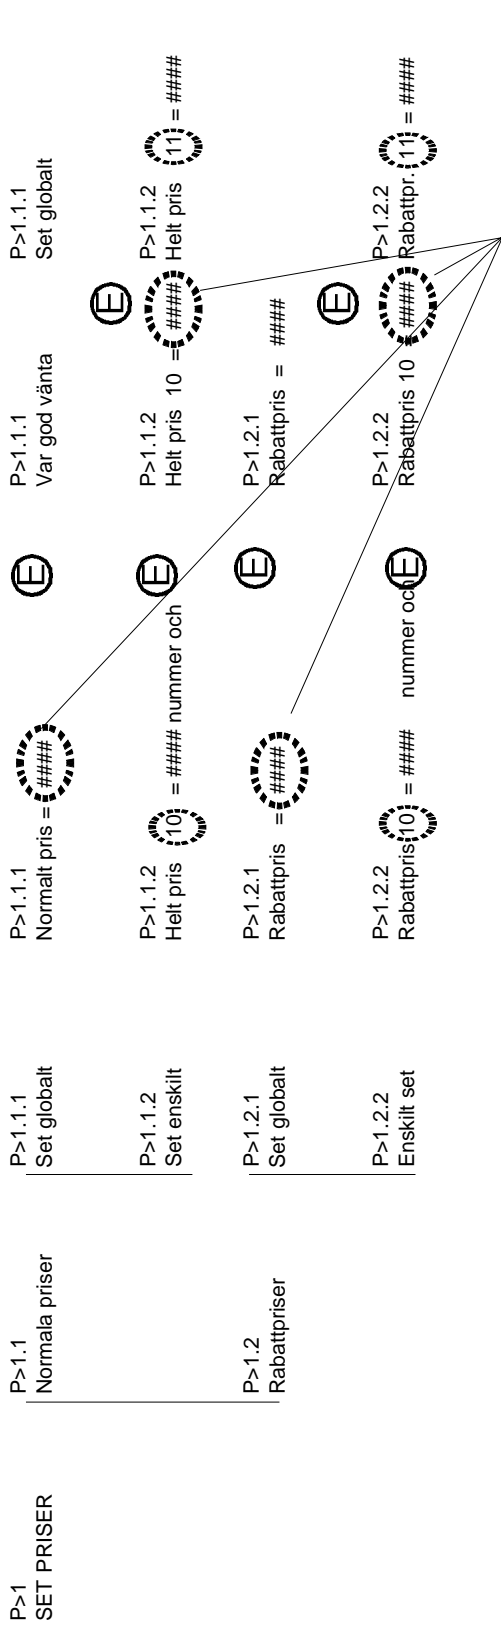 P>1
SET PRISER
P>1.1
Normala priser
P>1.1.1
Set globalt
P>1.1.1
Normalt pris = ####
E
P>1.1.1
Var god vänta
P>1.1.1
Set globalt
P>1.1.2
Set enskilt
P>1.1.2
Helt pris 10 = #### nummer och
E
P>1.1.2
Helt pris 10 = ####
E
P>1.1.2
Helt pris 11 = ####
P>1.2
Rabattpriser
P>1.2.1
Set globalt
P>1.2.1
Rabattpris = ####
E
P>1.2.1
Rabattpris = ####
P>1.2.2
Enskilt set
P>1.2.2
Rabattpris 10 = #### nummer och
E
P>1.2.2
Rabattpris 10 = ####
E
P>1.2.2
Rabattpr. 11 = ####